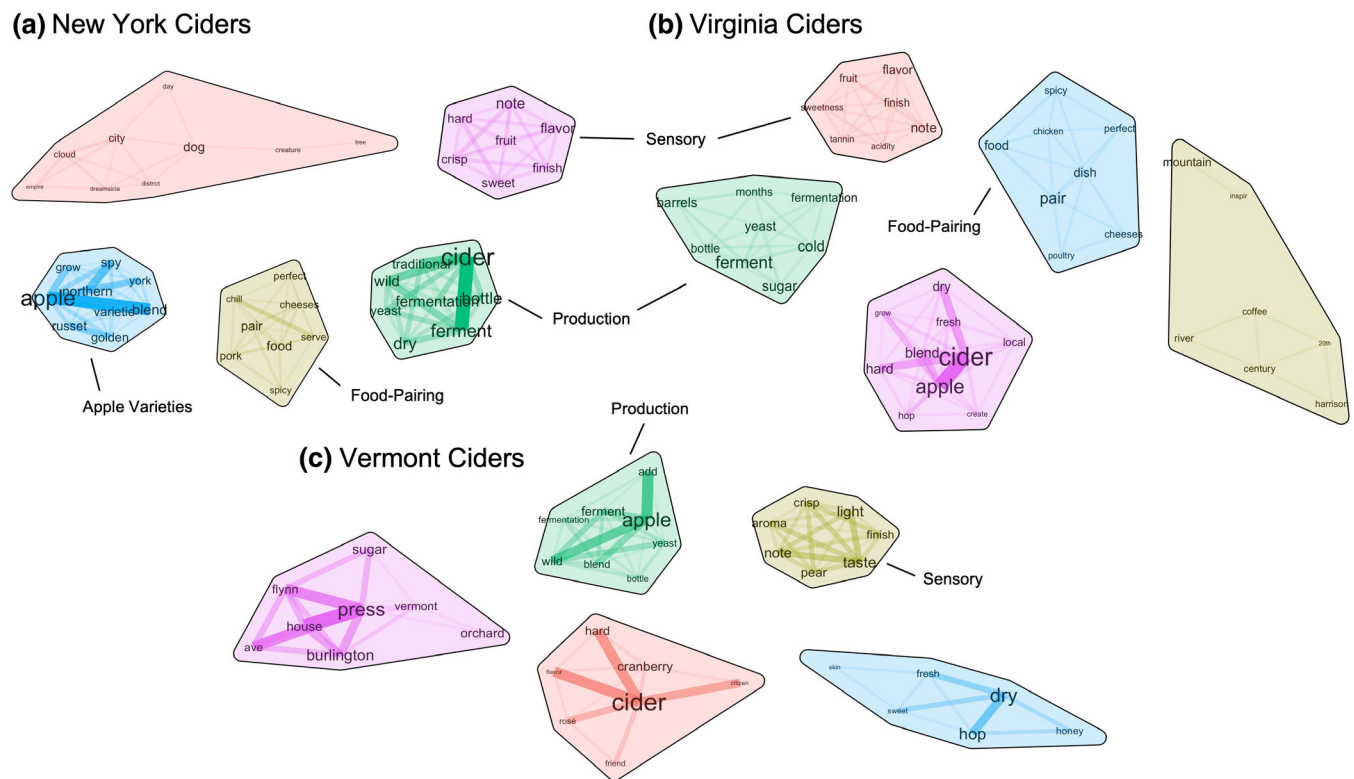 (a) New York Ciders
day
city
dog
cloud
creature
tree
empire
dreamsicle
district
note
hard
flavor
fruit
crisp
finish
sweet
Sensory
grow
spy
northern
york
apple
varietie
blend
russet
golden
Apple Varieties
perfect
chill
cheeses
pair
food
serve
pork
spicy
Food-Pairing
cider
traditional
wild
fermentation
bottle
yeast
ferment
dry
Production
(b) Virginia Ciders
flavor
fruit
sweetness
finish
note
tannin
acidity
months
barrels
fermentation
yeast
bottle
cold
ferment
sugar
spicy
chicken
perfect
food
dish
pair
cheeses
poultry
Food-Pairing
dry
grow
fresh
local
blend
cider
hard
apple
hop
create
mountain
inspir
coffee
river
20th
century
harrison
(c) Vermont Ciders
Production
add
ferment
fermentation
apple
yeast
wild
blend
bottle
crisp
light
aroma
finish
note
taste
pear
Sensory
sugar
flynn
press
vermont
house
orchard
ave
burlington
hard
cranberry
flavor
citizen
cider
rosé
friend
skin
fresh
dry
sweet
hop
honey